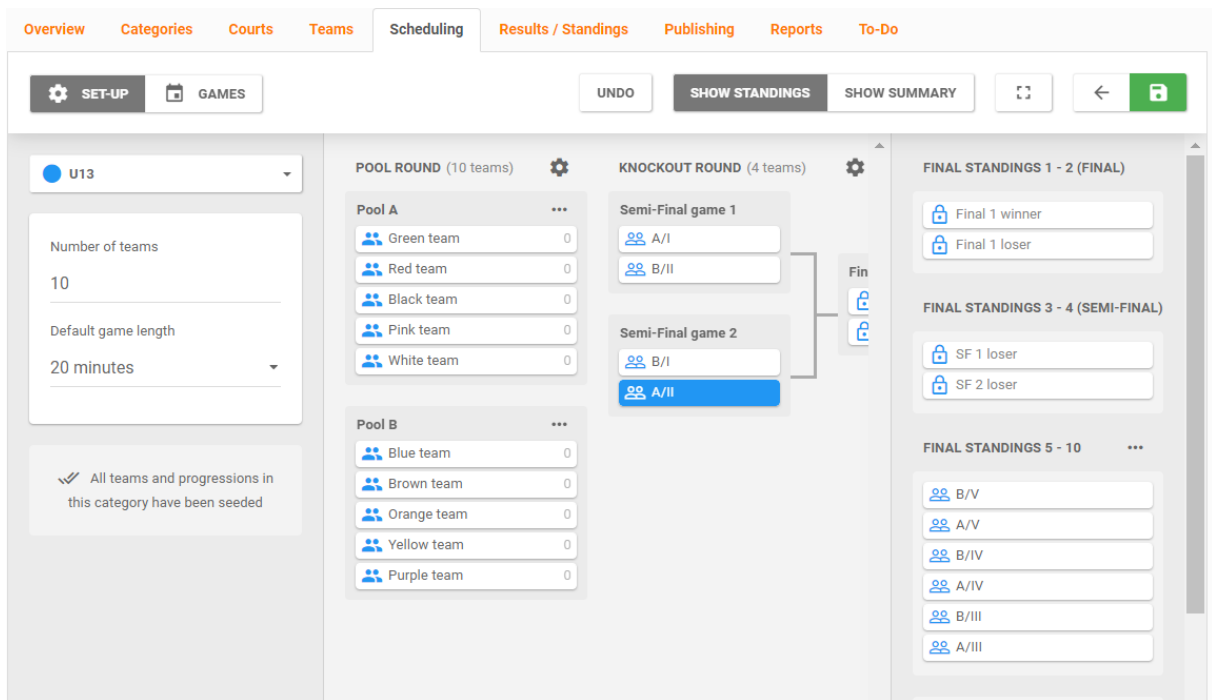 Overview Categories Courts Teams Scheduling Results / Standings Publishing Reports To-Do
SET-UP GAMES UNDO SHOW STANDINGS SHOW SUMMARY
U13
Number of teams
10
Default game length
20 minutes
All teams and progressions in
this category have been seeded
POOL ROUND (10 teams)
Pool A
Green team 0
Red team 0
Black team 0
Pink team 0
White team 0
Pool B
Blue team 0
Brown team 0
Orange team 0
Yellow team 0
Purple team 0
KNOCKOUT ROUND (4 teams)
Semi-Final game 1
A/I
B/II
Semi-Final game 2
B/I
A/II
Fin
FINAL STANDINGS 1 - 2 (FINAL)
Final 1 winner
Final 1 loser
FINAL STANDINGS 3 - 4 (SEMI-FINAL)
SF 1 loser
SF 2 loser
FINAL STANDINGS 5 - 10
B/V
A/V
B/IV
A/IV
B/III
A/III